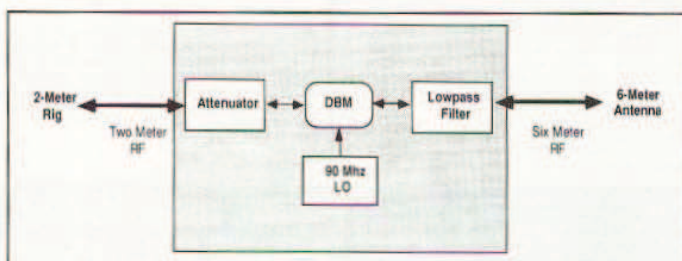 2-Meter
Rig
Two Meter
RF
Attenuator
DBM
90 Mhz
LO
Lowpass
Filter
Six Meter
RF
6-Meter
Antenna